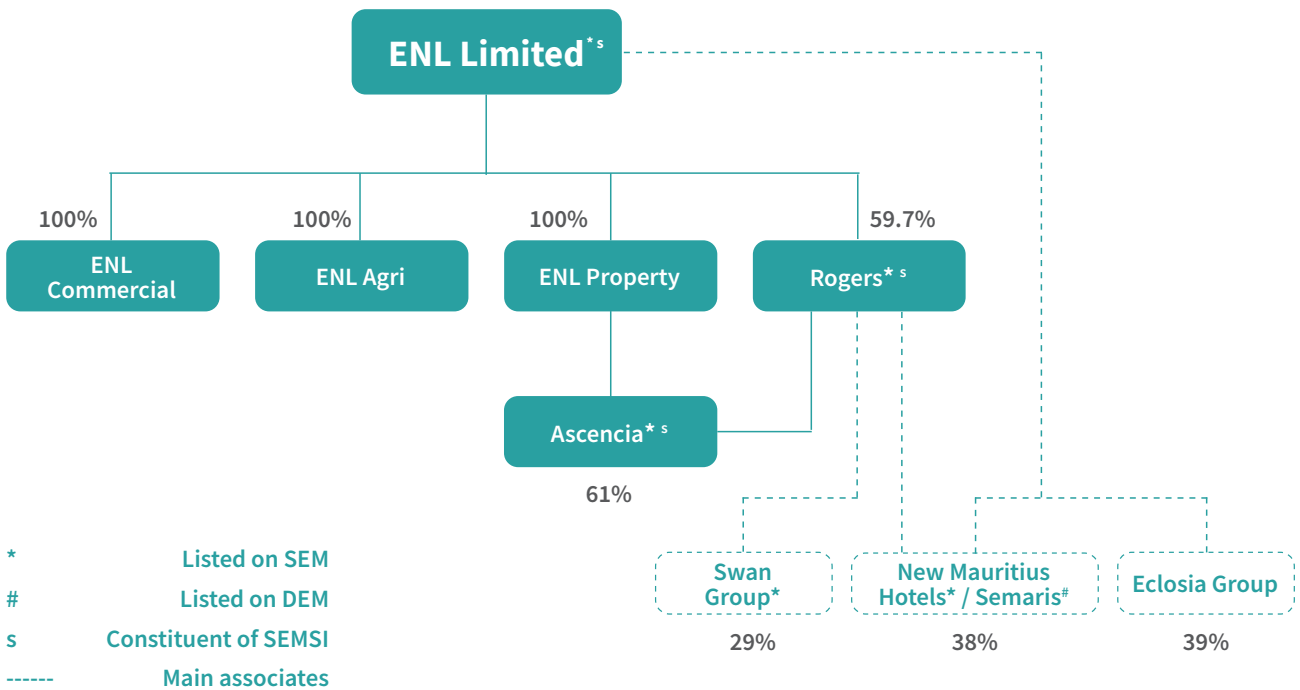 ENL Limited* s
100%
100%
100%
59.7%
ENL
Commercial
ENL Agri
ENL Property
Rogers* s
Ascencia* s
61%
* Listed on SEM
# Listed on DEM
s Constituent of SEMSI
------ Main associates
Swan
Group*
New Mauritius
Hotels* / Semaris#
Eclosia Group
29%
38%
39%